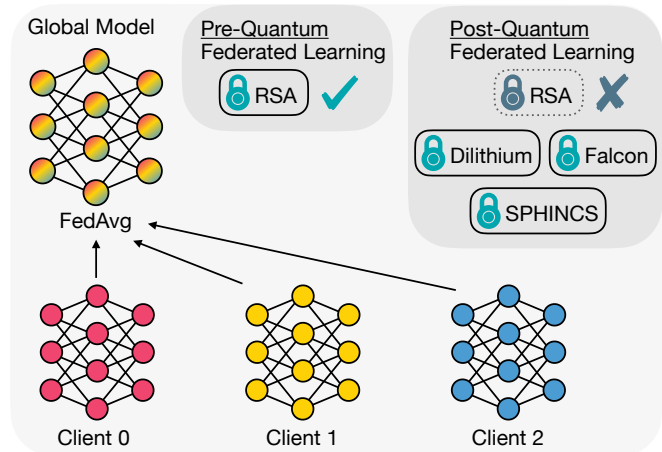 Global Model
Pre-Quantum
Federated Learning
RSA
Post-Quantum
Federated Learning
RSA
Dilithium
Falcon
SPHINCS
FedAvg
Client 0
Client 1
Client 2